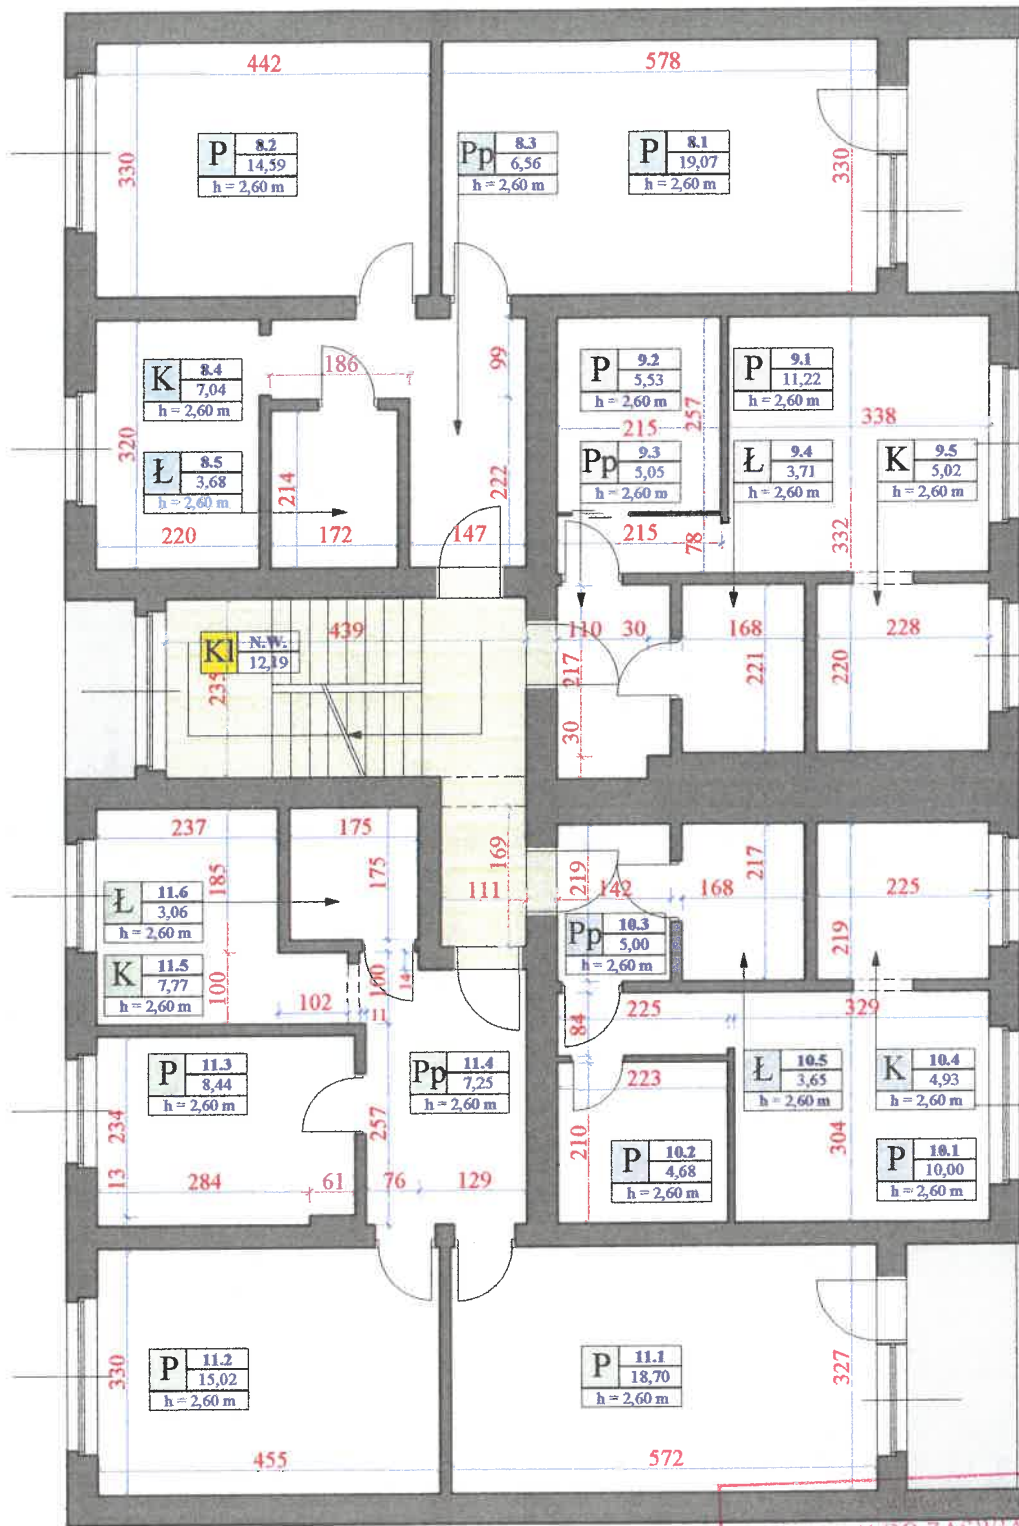 442
578
P 8.2
14,59
h = 2,60 m
Pp 8.3
6,56
h = 2,60 m
P 8.1
19,07
h = 2,60 m
330
330
K 8.4
7,04
h = 2,60 m
186
99
P 9.2
5,53
h = 2,60 m
P 9.1
11,22
h = 2,60 m
257
215
338
320
Ł 8.5
3,68
h = 2,60 m
214
222
Pp 9.3
5,05
h = 2,60 m
Ł 9.4
3,71
h = 2,60 m
K 9.5
5,02
h = 2,60 m
220
172
147
215
78
332
Kl N.W.
12,19
439
235
110
30
168
228
217
221
220
30
237
175
185
175
169
111
219
142
168
217
225
219
Ł 11.6
3,06
h = 2,60 m
Pp 10.3
5,00
h = 2,60 m
K 11.5
7,77
h = 2,60 m
100
102
11
100
14
84
225
329
P 11.3
8,44
h = 2,60 m
Pp 11.4
7,25
h = 2,60 m
Ł 10.5
3,65
h = 2,60 m
K 10.4
4,93
h = 2,60 m
223
234
13
257
210
304
P 10.2
4,68
h = 2,60 m
P 10.1
10,00
h = 2,60 m
284
61
76
129
P 11.2
15,02
h = 2,60 m
P 11.1
18,70
h = 2,60 m
330
327
455
572